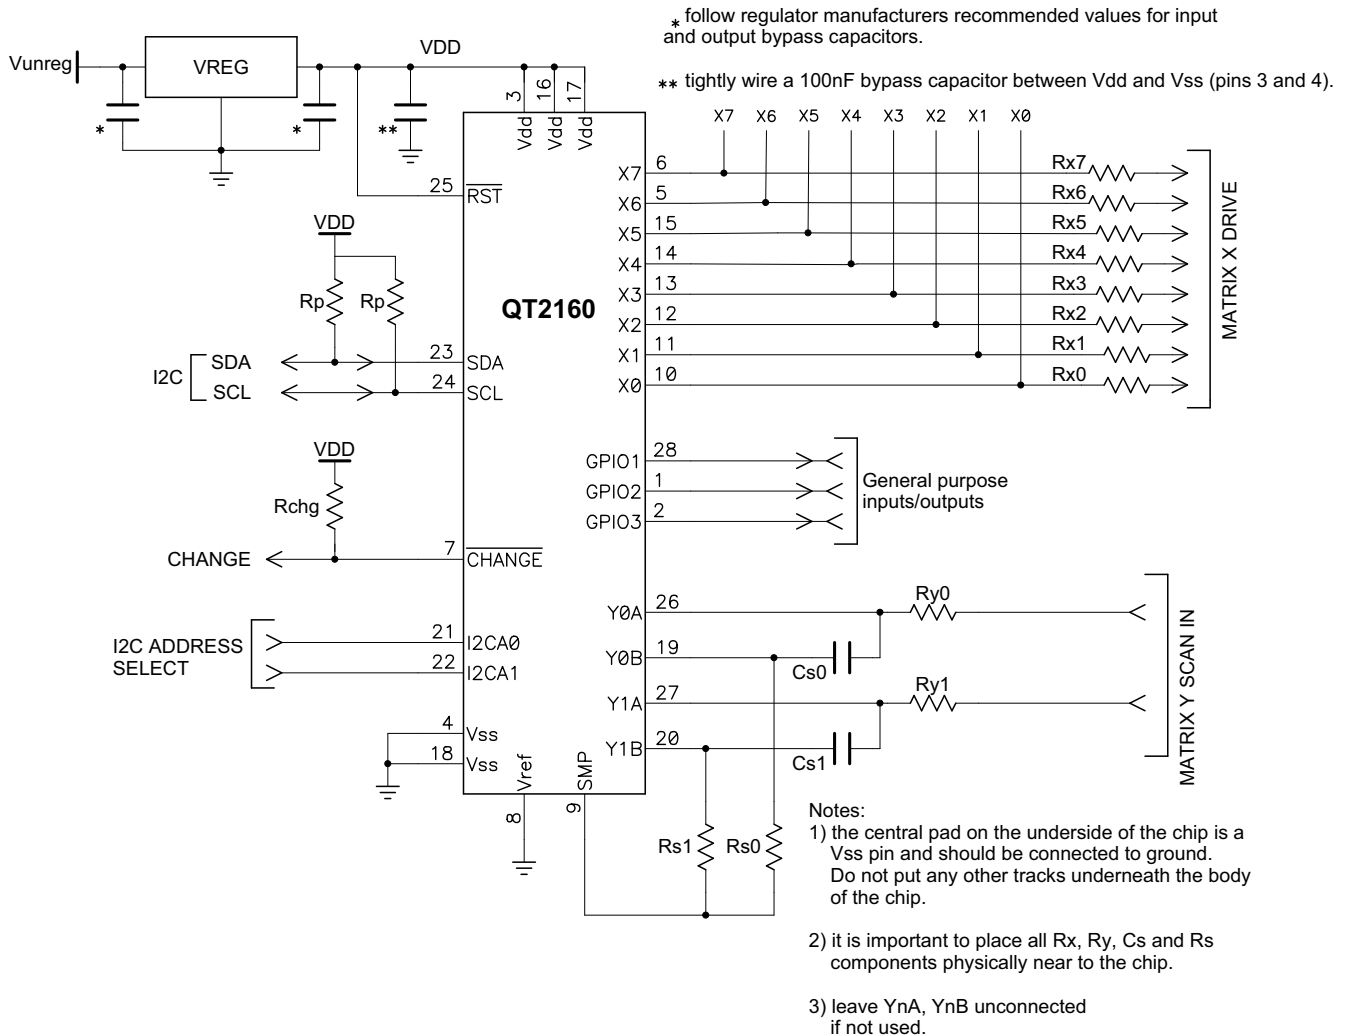 * follow regulator manufacturers recommended values for input
and output bypass capacitors.
** tightly wire a 100nF bypass capacitor between Vdd and Vss (pins 3 and 4).
Vunreg
VREG
VDD
*
*
**
3
16
17
Vdd
Vdd
Vdd
X7 X6 X5 X4 X3 X2 X1 X0
X7 6 Rx7
X6 5 Rx6
X5 15 Rx5
X4 14 Rx4
X3 13 Rx3
X2 12 Rx2
X1 11 Rx1
X0 10 Rx0
MATRIX X DRIVE
25 RST
VDD
Rp
Rp
QT2160
I2C
SDA
23 SDA
SCL
24 SCL
GPIO1 28
GPIO2 1
GPIO3 2
General purpose
inputs/outputs
VDD
Rchg
CHANGE
7 CHANGE
I2C ADDRESS
SELECT
21 I2CA0
22 I2CA1
4 Vss
18 Vss
Vref
8
SMP
9
Y0A 26 Ry0
Y0B 19 Cs0
Y1A 27 Ry1
Y1B 20 Cs1
MATRIX Y SCAN IN
Rs1
Rs0
Notes:
1) the central pad on the underside of the chip is a
Vss pin and should be connected to ground.
Do not put any other tracks underneath the body
of the chip.
2) it is important to place all Rx, Ry, Cs and Rs
components physically near to the chip.
3) leave YnA, YnB unconnected
if not used.